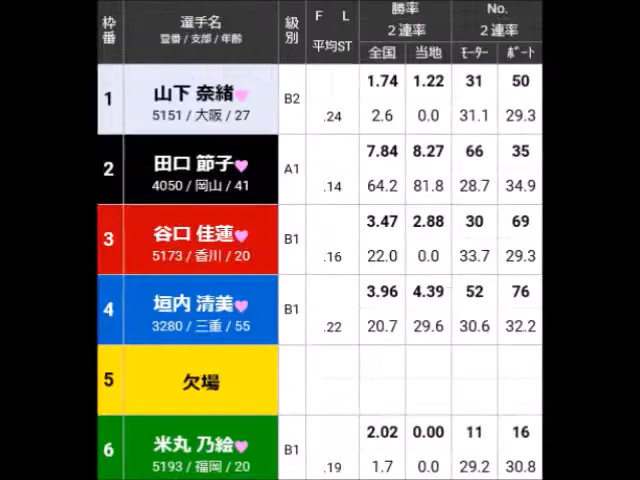 枠番 選手名 級別 F L 勝率 No.
登番 / 支部 / 年齢 平均ST 2連率 2連率
全国 当地 ﾓｰﾀｰ ﾎﾞｰﾄ
1 山下 奈緒 B2 1.74 1.22 31 50
5151 / 大阪 / 27 .24 2.6 0.0 31.1 29.3
2 田口 節子 A1 7.84 8.27 66 35
4050 / 岡山 / 41 .14 64.2 81.8 28.7 34.9
3 谷口 佳蓮 B1 3.47 2.88 30 69
5173 / 香川 / 20 .16 22.0 0.0 33.7 29.3
4 垣内 清美 B1 3.96 4.39 52 76
3280 / 三重 / 55 .22 20.7 29.6 30.6 32.2
5 欠場
6 米丸 乃絵 B1 2.02 0.00 11 16
5193 / 福岡 / 20 .19 1.7 0.0 29.2 30.8